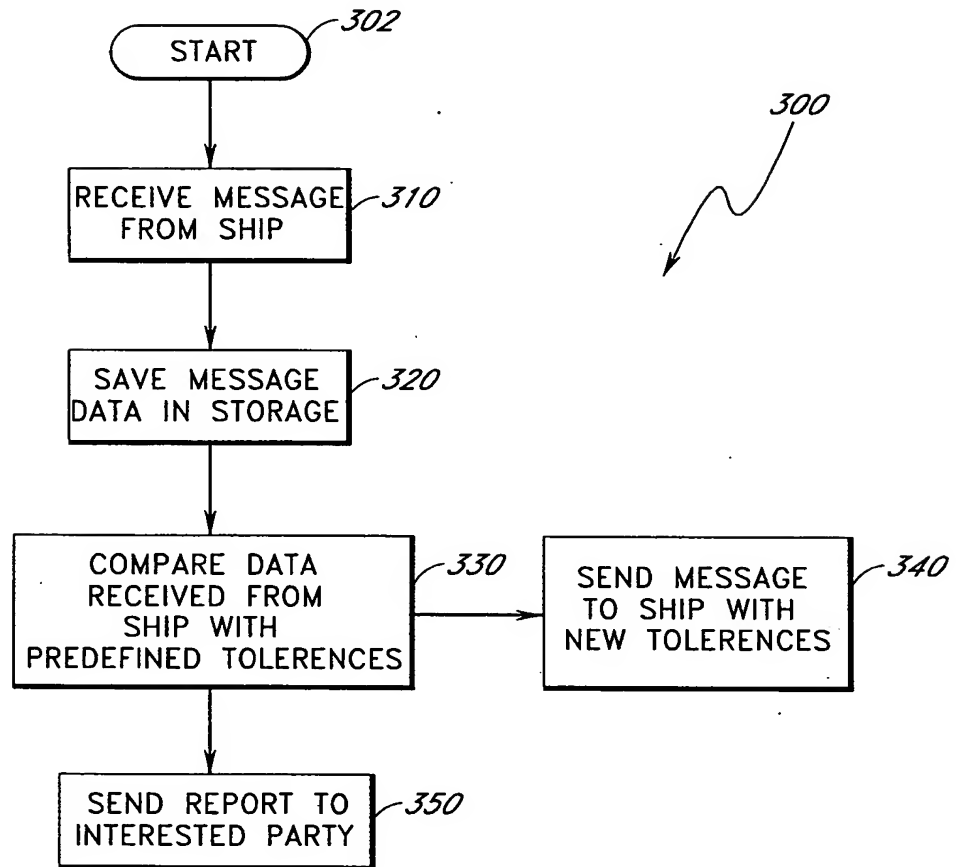 START
302
300
RECEIVE MESSAGE
FROM SHIP
310
SAVE MESSAGE
DATA IN STORAGE
320
COMPARE DATA
RECEIVED FROM
SHIP WITH
PREDEFINED TOLERENCES
330
SEND MESSAGE
TO SHIP WITH
NEW TOLERENCES
340
SEND REPORT TO
INTERESTED PARTY
350